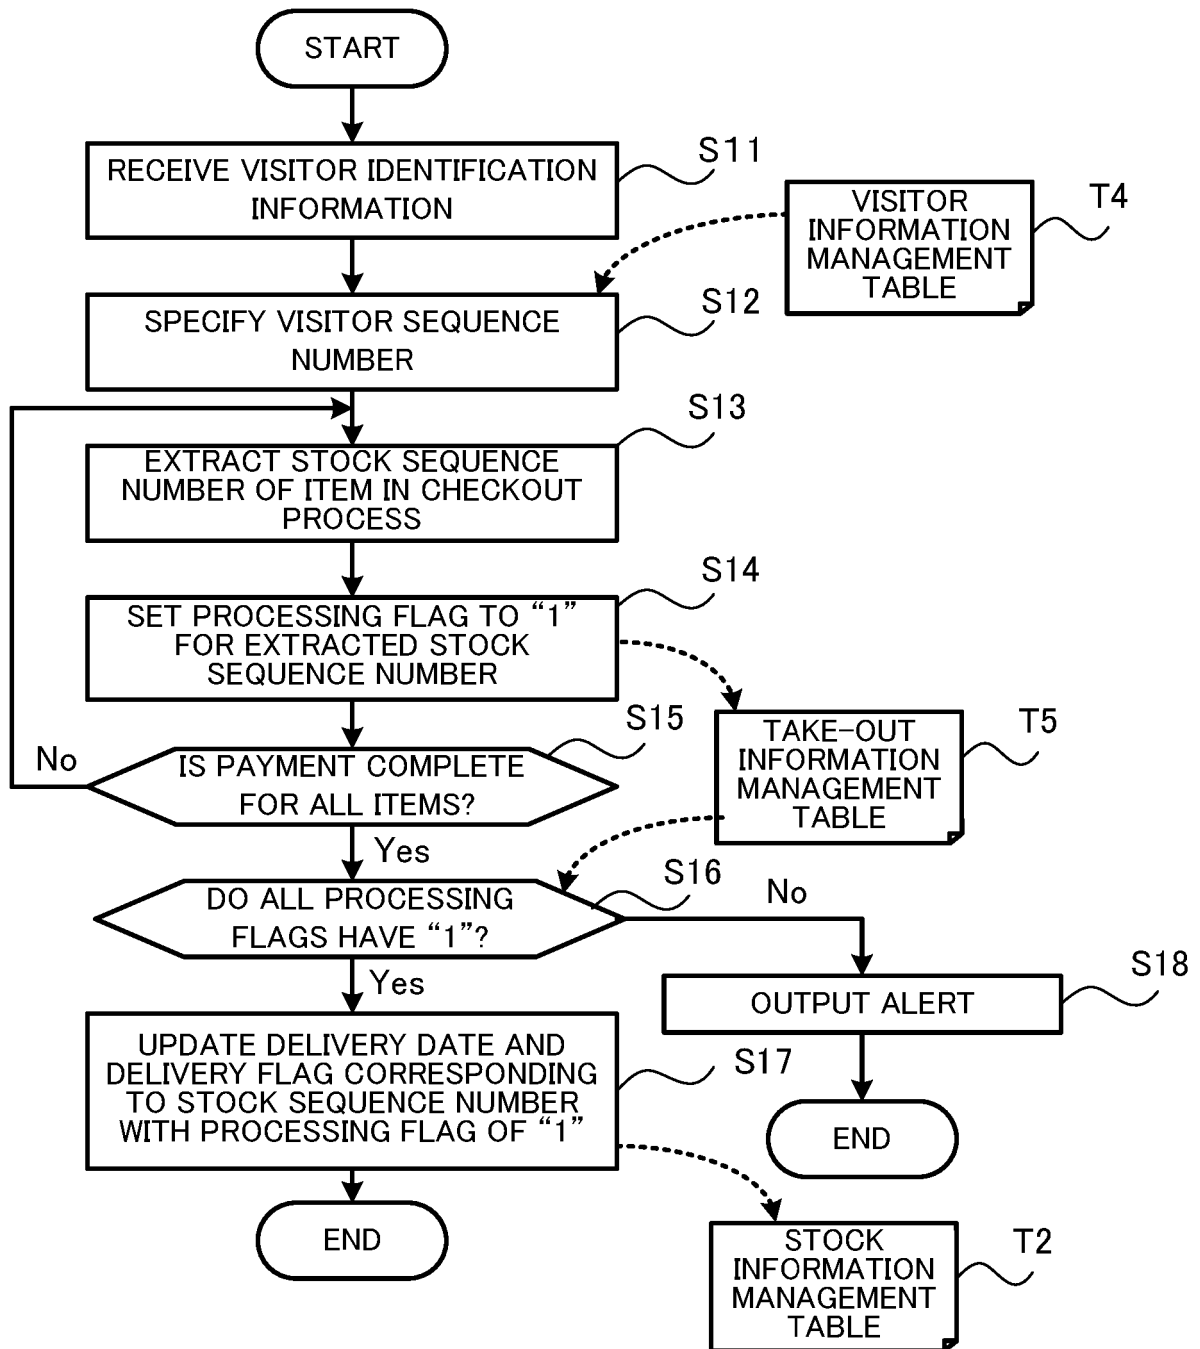 START
RECEIVE VISITOR IDENTIFICATION
INFORMATION
S11
VISITOR
INFORMATION
MANAGEMENT
TABLE
T4
SPECIFY VISITOR SEQUENCE
NUMBER
S12
EXTRACT STOCK SEQUENCE
NUMBER OF ITEM IN CHECKOUT
PROCESS
S13
SET PROCESSING FLAG TO “1”
FOR EXTRACTED STOCK
SEQUENCE NUMBER
S14
TAKE-OUT
INFORMATION
MANAGEMENT
TABLE
T5
IS PAYMENT COMPLETE
FOR ALL ITEMS?
S15
No
Yes
DO ALL PROCESSING
FLAGS HAVE “1”?
S16
No
Yes
OUTPUT ALERT
S18
END
UPDATE DELIVERY DATE AND
DELIVERY FLAG CORRESPONDING
TO STOCK SEQUENCE NUMBER
WITH PROCESSING FLAG OF “1”
S17
END
STOCK
INFORMATION
MANAGEMENT
TABLE
T2